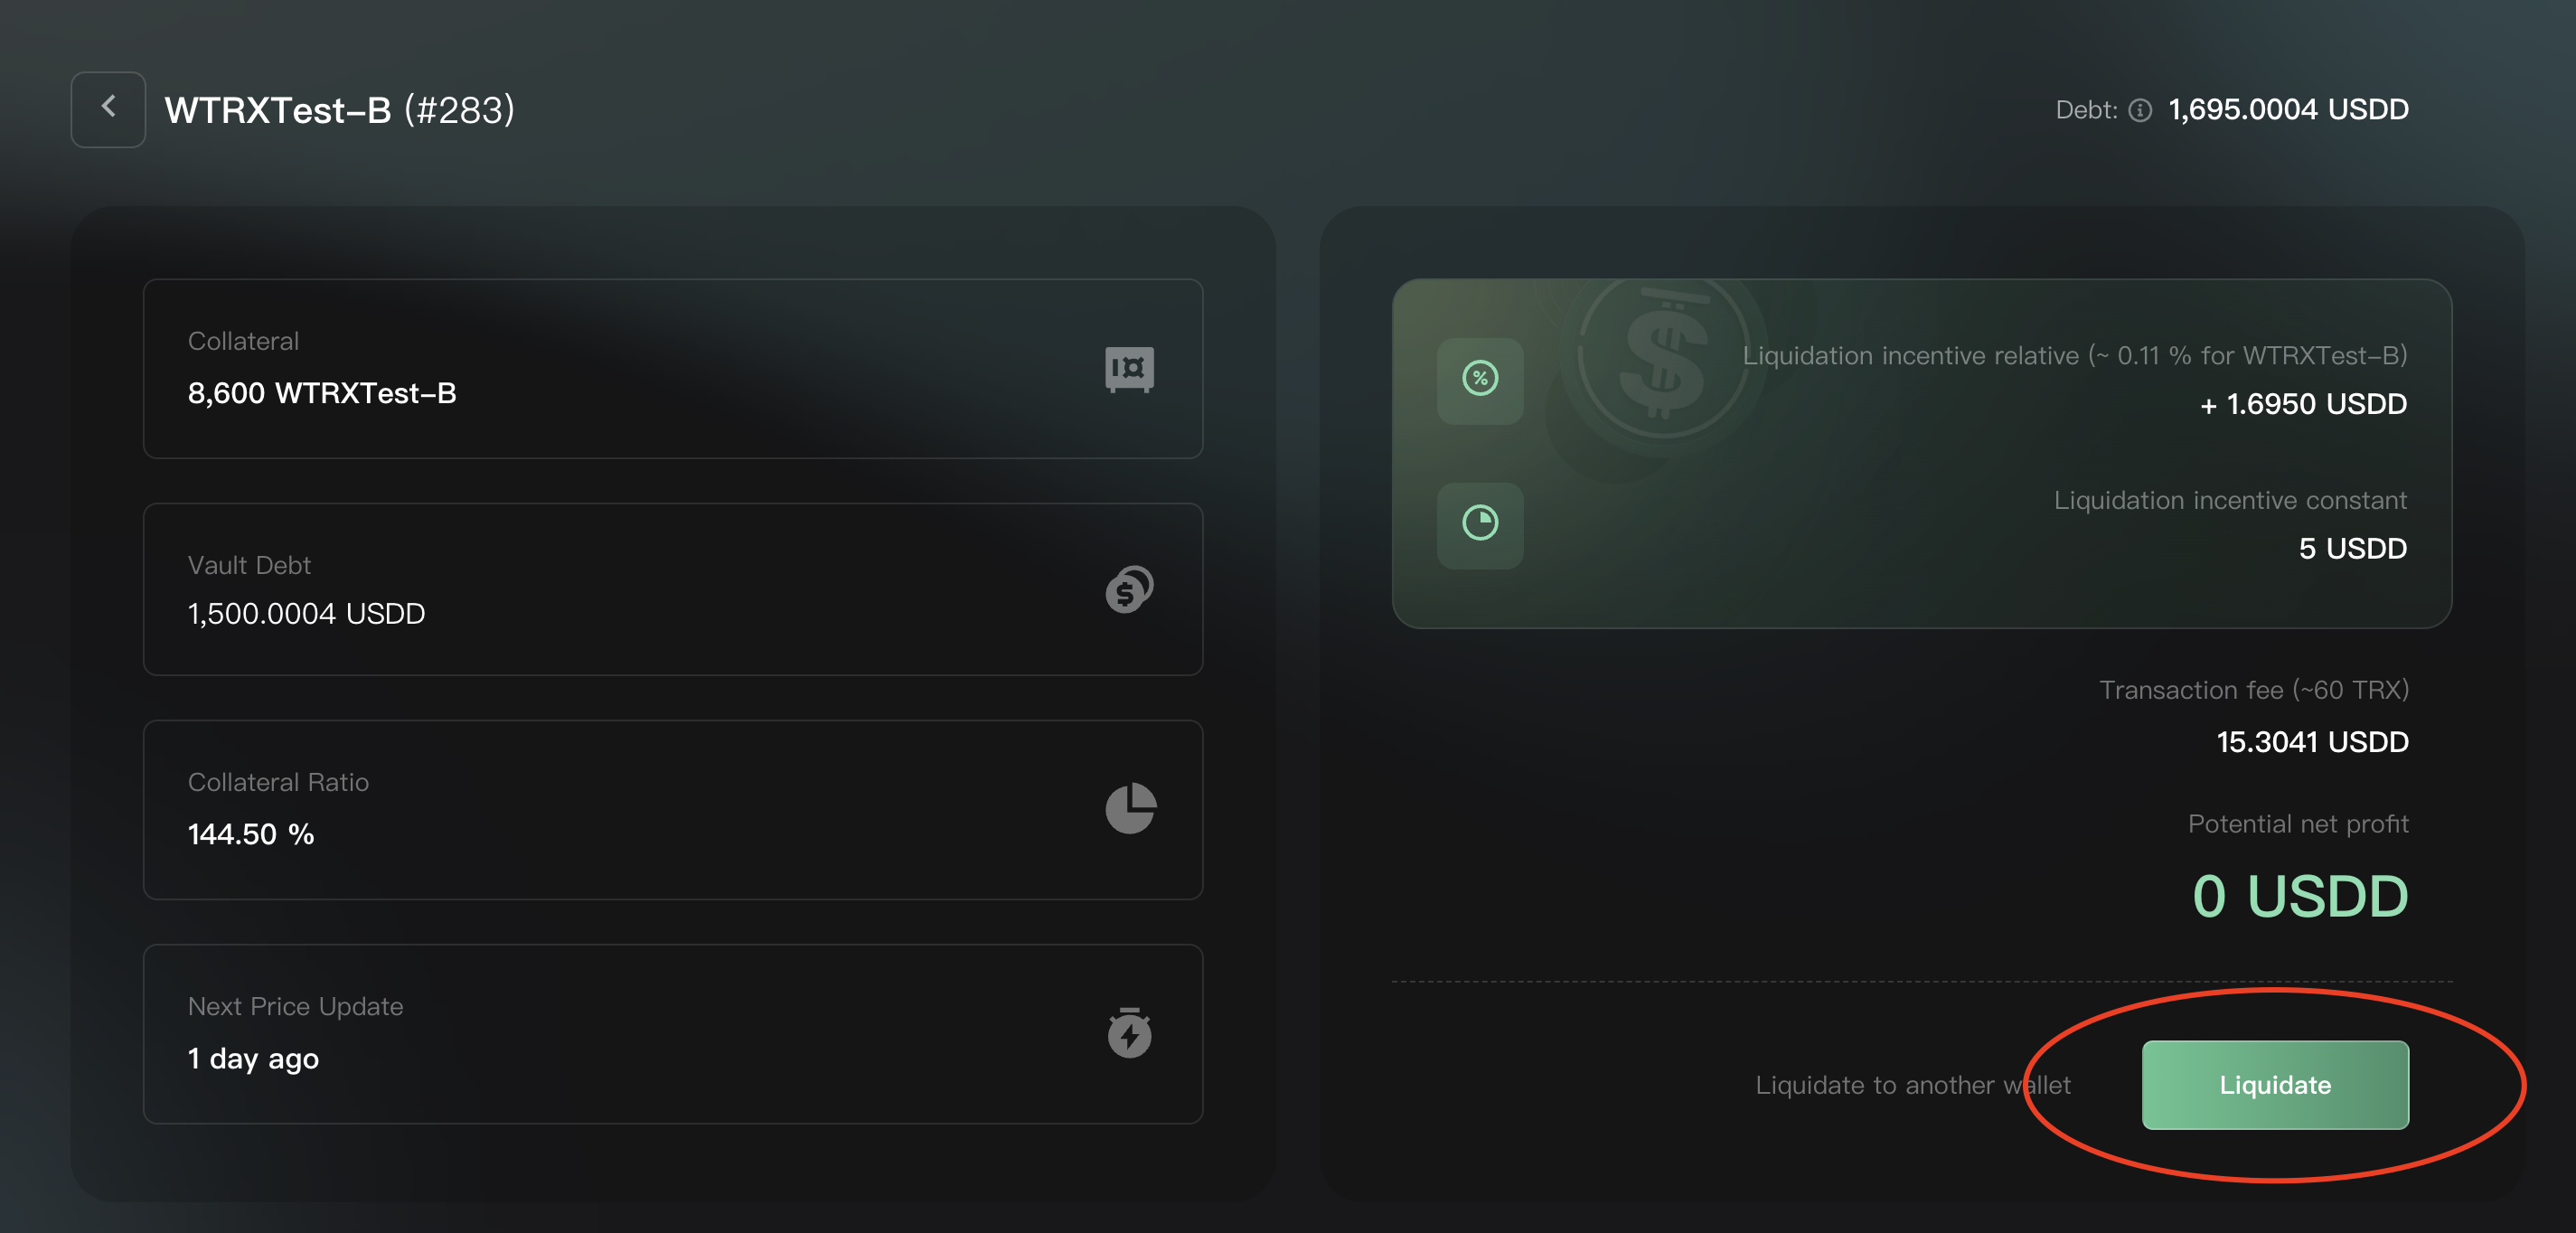 WTRXTest-B (#283)
Debt: 1,695.0004 USDD
Collateral
8,600 WTRXTest-B
Vault Debt
1,500.0004 USDD
Collateral Ratio
144.50 %
Next Price Update
1 day ago
Liquidation incentive relative (~ 0.11 % for WTRXTest-B)
+ 1.6950 USDD
Liquidation incentive constant
5 USDD
Transaction fee (~60 TRX)
15.3041 USDD
Potential net profit
0 USDD
Liquidate to another wallet
Liquidate